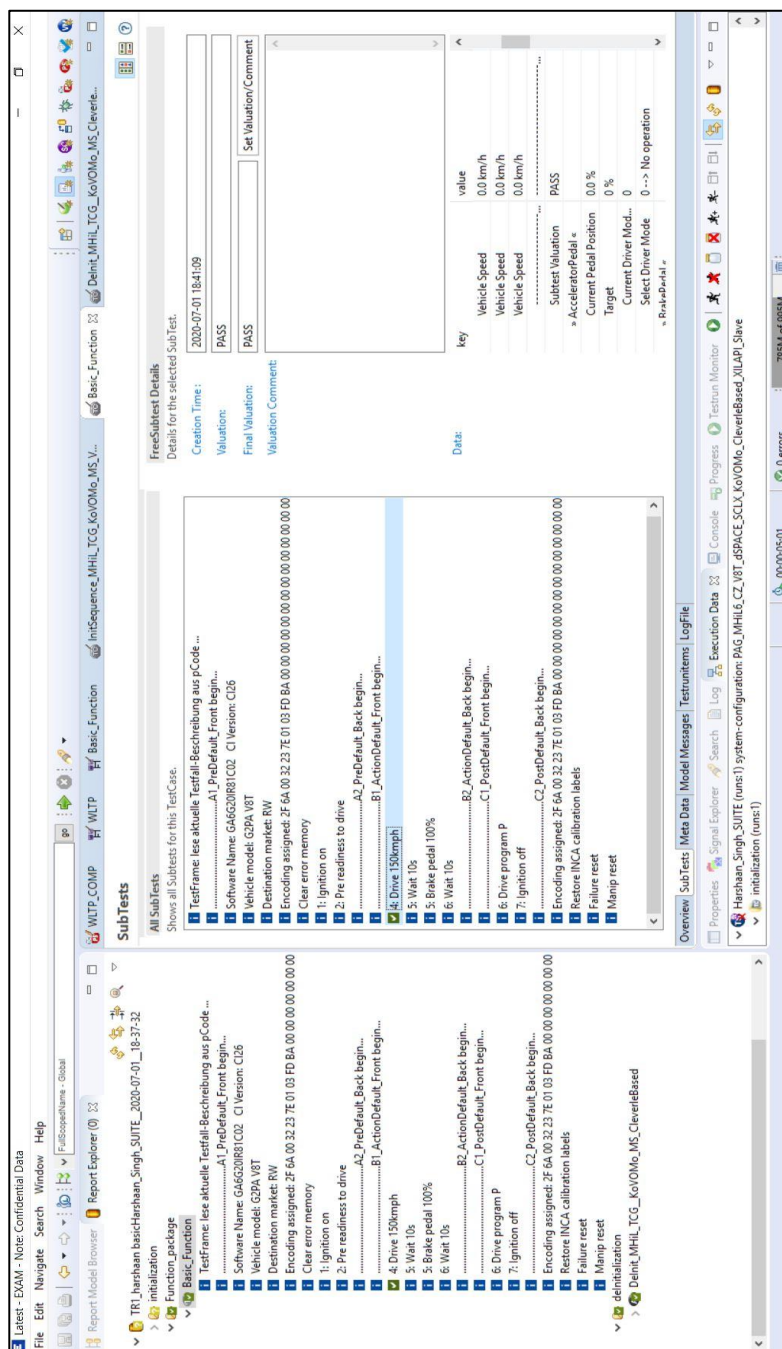 Latest - EXAM - Note: Confidential Data
File Edit Navigate Search Window Help
FullScopedName - Global
go
Report Model Browser
Report Explorer (0)
TR1_harshaan basicHarshaan_Singh_SUITE__2020-07-01__18-37-32
initialization
Function_package
Basic_Function
TestFrame: lese aktuelle Testfall-Beschreibung aus pCode ...
A1_PreDefault_Front begin...
Software Name: GA6G20IR81C02 CI Version: CI26
Vehicle model: G2PA V8T
Destination market: RW
Encoding assigned: 2F 6A 00 32 23 7E 01 03 FD BA 00 00 00 00 00 00 00 00
Clear error memory
1: Ignition on
2: Pre readiness to drive
A2_PreDefault_Back begin...
B1_ActionDefault_Front begin...
4: Drive 150kmph
5: Wait 10s
5: Brake pedal 100%
6: Wait 10s
B2_ActionDefault_Back begin...
C1_PostDefault_Back begin...
6: Drive program P
7: Ignition off
C2_PostDefault_Back begin...
Encoding assigned: 2F 6A 00 32 23 7E 01 03 FD BA 00 00 00 00 00 00 00 00
Restore INCA calibration labels
Failure reset
Manip reset
deInitialization
DeInit_MHiL_TCG__KoVOMo_MS_CleverleBased
WLTP_COMP
WLTP
Basic_Function
InitSequence_MHiL_TCG_KoVOMo_MS_V...
Basic_Function
DeInit_MHiL_TCG__KoVOMo_MS_Cleverle...
SubTests
All SubTests
Shows all Subtests for this TestCase.
TestFrame: lese aktuelle Testfall-Beschreibung aus pCode ...
A1_PreDefault_Front begin...
Software Name: GA6G20IR81C02 CI Version: CI26
Vehicle model: G2PA V8T
Destination market: RW
Encoding assigned: 2F 6A 00 32 23 7E 01 03 FD BA 00 00 00 00 00 00 00 00 00
Clear error memory
1: Ignition on
2: Pre readiness to drive
A2_PreDefault_Back begin...
B1_ActionDefault_Front begin...
4: Drive 150kmph
5: Wait 10s
5: Brake pedal 100%
6: Wait 10s
B2_ActionDefault_Back begin...
C1_PostDefault_Back begin...
6: Drive program P
7: Ignition off
C2_PostDefault_Back begin...
Encoding assigned: 2F 6A 00 32 23 7E 01 03 FD BA 00 00 00 00 00 00 00 00 00
Restore INCA calibration labels
Failure reset
Manip reset
FreeSubtest Details
Details for the selected SubTest.
Creation Time : 2020-07-01 18:41:09
Valuation: PASS
Final Valuation: PASS Set Valuation/Comment
Valuation Comment:
Data:
key value
Vehicle Speed 0.0 km/h
Vehicle Speed 0.0 km/h
Vehicle Speed 0.0 km/h
Subtest Valuation PASS
» AcceleratorPedal «
Current Pedal Position 0.0 %
Target 0 %
Current Driver Mod... 0
Select Driver Mode 0 --> No operation
» BrakePedal «
Overview SubTests Meta Data Model Messages Testrunitems LogFile
Properties Signal Explorer Search Log Execution Data Console Progress Testrun Monitor
Harshaan_Singh_SUITE (runs:1) system-configuration: PAG_MHiL6_CZ_V8T_dSPACE_SCLX_KoVOMo_CleverleBased_XILAPI_Slave
initialization (runs:1)
00:00:05:01
0 errors